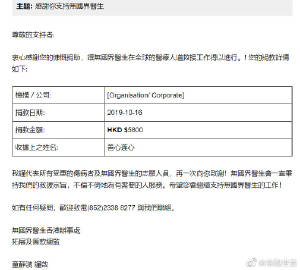 主題: 感謝你支持無國界醫生
尊敬的支持者:
衷心感謝您的慷慨捐助，讓無國界醫生在全球的醫療人道救援工作得以進行。! 您的捐款詳情
如下:
機構／公司: [Organisation/ Corporate]
捐款日期: 2019-10-16
捐款金額: HKD $5800
收據上之姓名: 善心匯心
我謹代表所有受惠的傷病者及無國界醫生的志願人員，再一次向你致謝! 無國界醫生會一直秉
持我們的救援宗旨，不偏不倚地為有需要的人服務。希望您會繼續支持無國界醫生的工作!
如有任何疑問，歡迎致電(852)2338 8277 與我們聯絡。
無國界醫生香港辦事處
拓展及籌款總監
謹啟